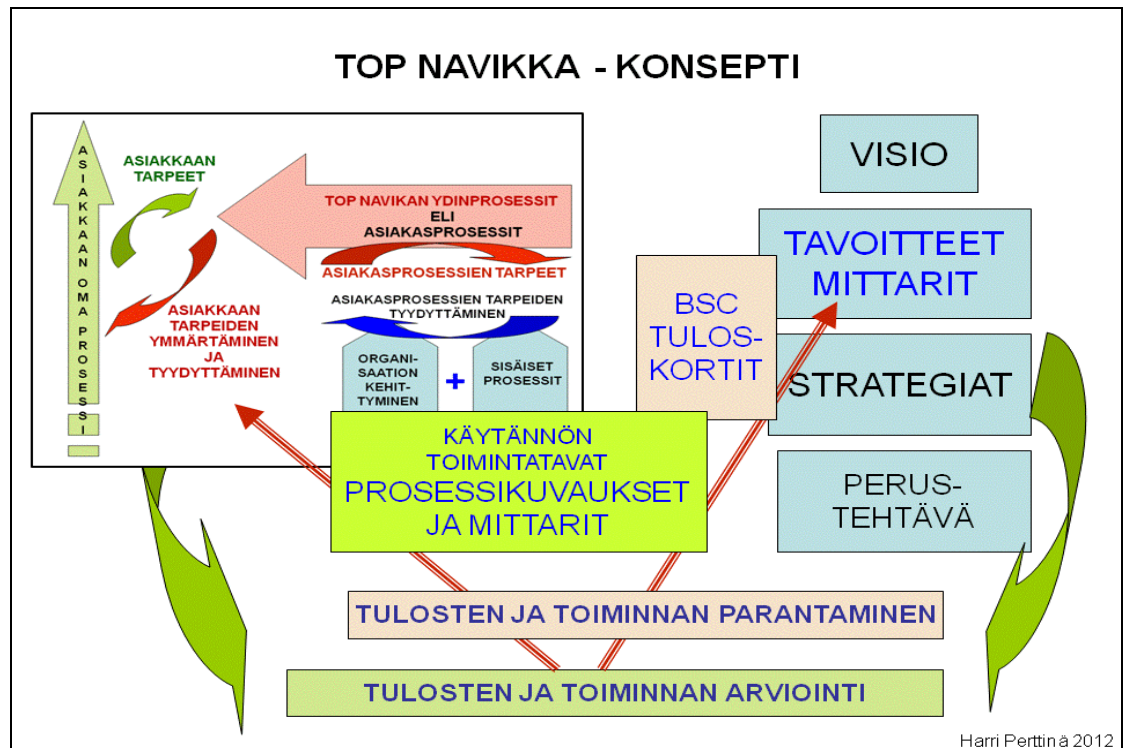 TOP NAVIKKA - KONSEPTI
ASIAKKAAN OMA PROSESSI
ASIAKKAAN
TARPEET
TOP NAVIKAN YDINPROSESSIT
ELI
ASIAKASPROSESSIT
ASIAKASPROSESSIEN TARPEET
ASIAKASPROSESSIEN TARPEIDEN
TYYDYTTÄMINEN
ASIAKKAAN
TARPEIDEN
YMMÄRTÄMINEN
JA
TYYDYTTÄMINEN
ORGANI-
SAATION
KEHIT-
TYMINEN
+
SISÄISET
PROSESSIT
KÄYTÄNNÖN
TOIMINTATAVAT
PROSESSIKUVAUKSET
JA MITTARIT
VISIO
TAVOITTEET
MITTARIT
BSC
TULOS-
KORTIT
STRATEGIAT
PERUS-
TEHTÄVÄ
TULOSTEN JA TOIMINNAN PARANTAMINEN
TULOSTEN JA TOIMINNAN ARVIOINTI
Harri Perttinä 2012